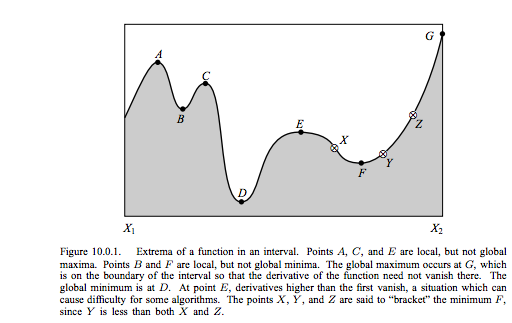 G
A
C
B
E
X
Z
Y
F
D
X1
X2
Figure 10.0.1. Extrema of a function in an interval. Points A, C, and E are local, but not global
maxima. Points B and F are local, but not global minima. The global maximum occurs at G, which
is on the boundary of the interval so that the derivative of the function need not vanish there. The
global minimum is at D. At point E, derivatives higher than the first vanish, a situation which can
cause difficulty for some algorithms. The points X, Y, and Z are said to “bracket” the minimum F,
since Y is less than both X and Z.